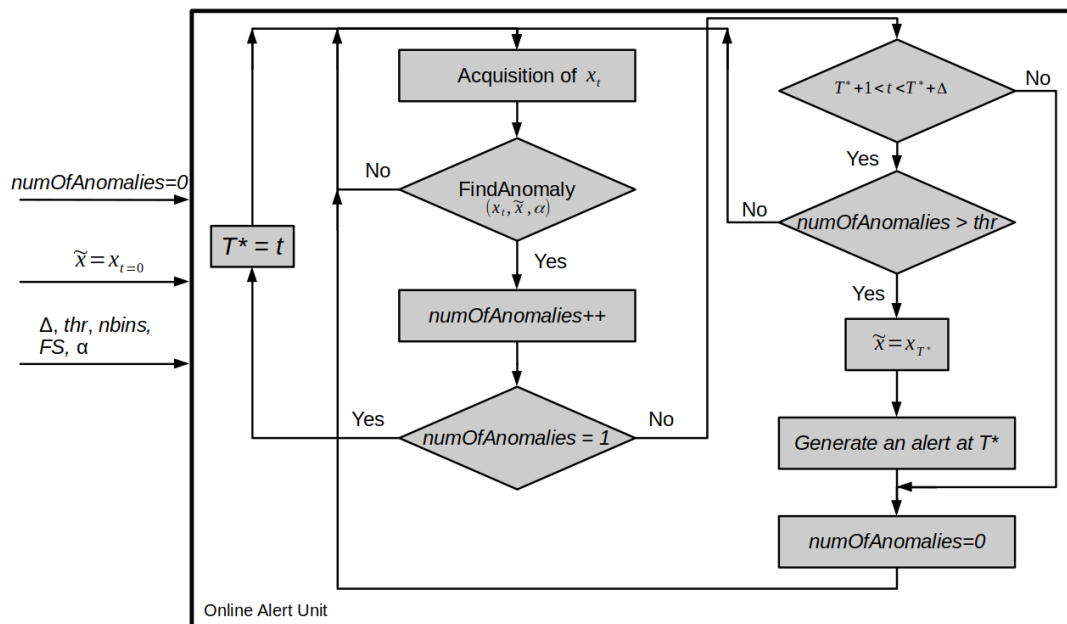 numOfAnomalies=0
x̃ = x_{t=0}
Δ, thr, nbins,
FS, α
T* = t
Acquisition of x_t
FindAnomaly
(x_t, x̃, α)
No
Yes
numOfAnomalies++
numOfAnomalies = 1
Yes
No
T*+1<t<T*+Δ
No
Yes
numOfAnomalies > thr
No
Yes
x̃ = x_{T*}
Generate an alert at T*
numOfAnomalies=0
Online Alert Unit